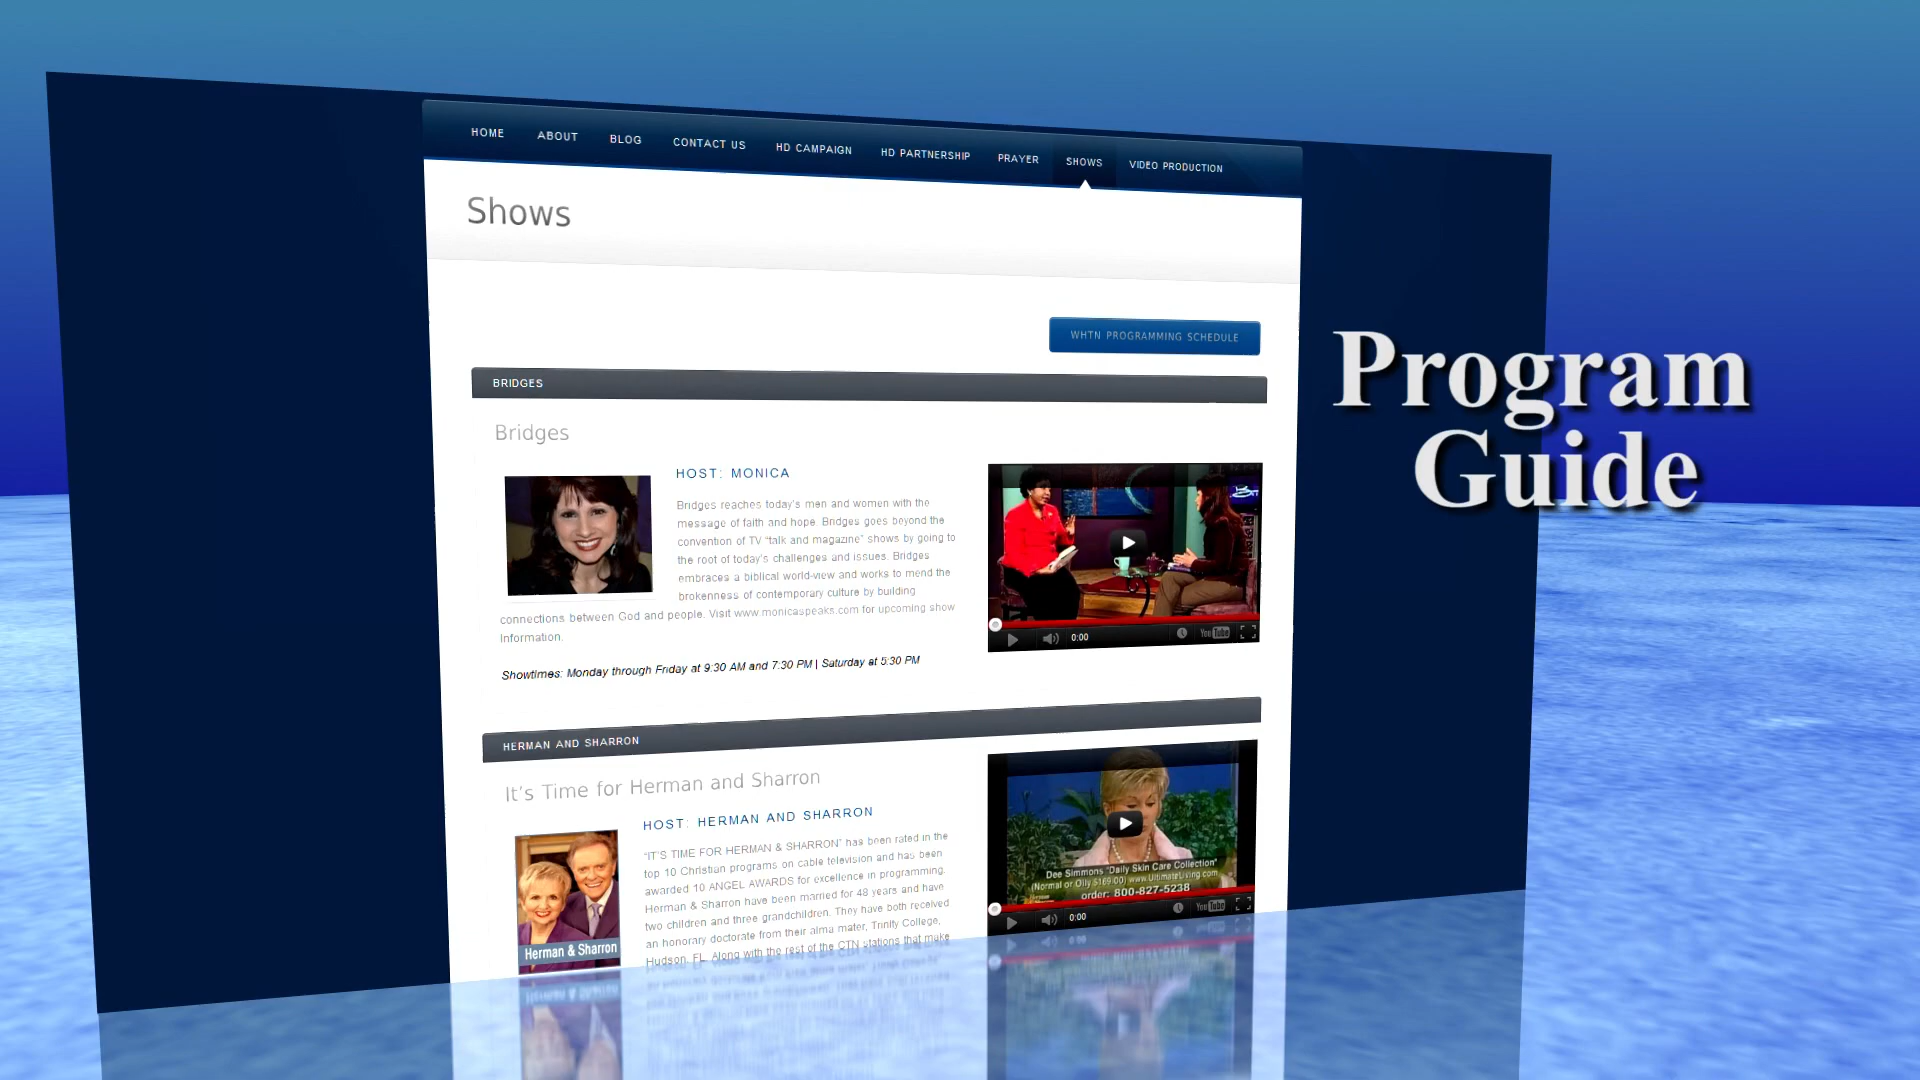 HOME ABOUT BLOG CONTACT US HD CAMPAIGN HD PARTNERSHIP PRAYER SHOWS VIDEO PRODUCTION
Shows
WHTN PROGRAMMING SCHEDULE
Program
Guide
BRIDGES
Bridges
HOST: MONICA
Bridges reaches today's men and women with the
message of faith and hope. Bridges goes beyond the
convention of TV "talk and magazine" shows by going to
the root of today's challenges and issues. Bridges
embraces a biblical world-view and works to mend the
brokenness of contemporary culture by building
connections between God and people. Visit www.monicaspeaks.com for upcoming show
Information.
Showtimes: Monday through Friday at 9:30 AM and 7:30 PM | Saturday at 5:30 PM
0:00
YouTube
HERMAN AND SHARRON
It's Time for Herman and Sharron
HOST: HERMAN AND SHARRON
"IT'S TIME FOR HERMAN & SHARRON" has been rated in the
top 10 Christian programs on cable television and has been
awarded 10 ANGEL AWARDS for excellence in programming.
Herman & Sharron have been married for 48 years and have
two children and three grandchildren. They have both received
an honorary doctorate from their alma mater, Trinity College,
Hudson, FL. Along with the rest of the CTN stations that make
Herman & Sharron
Dee Simmons "Daily Skin Care Collection"
(Normal or Oily $169.00) www.UltimateLiving.com
order: 800-827-5238
0:00
YouTube